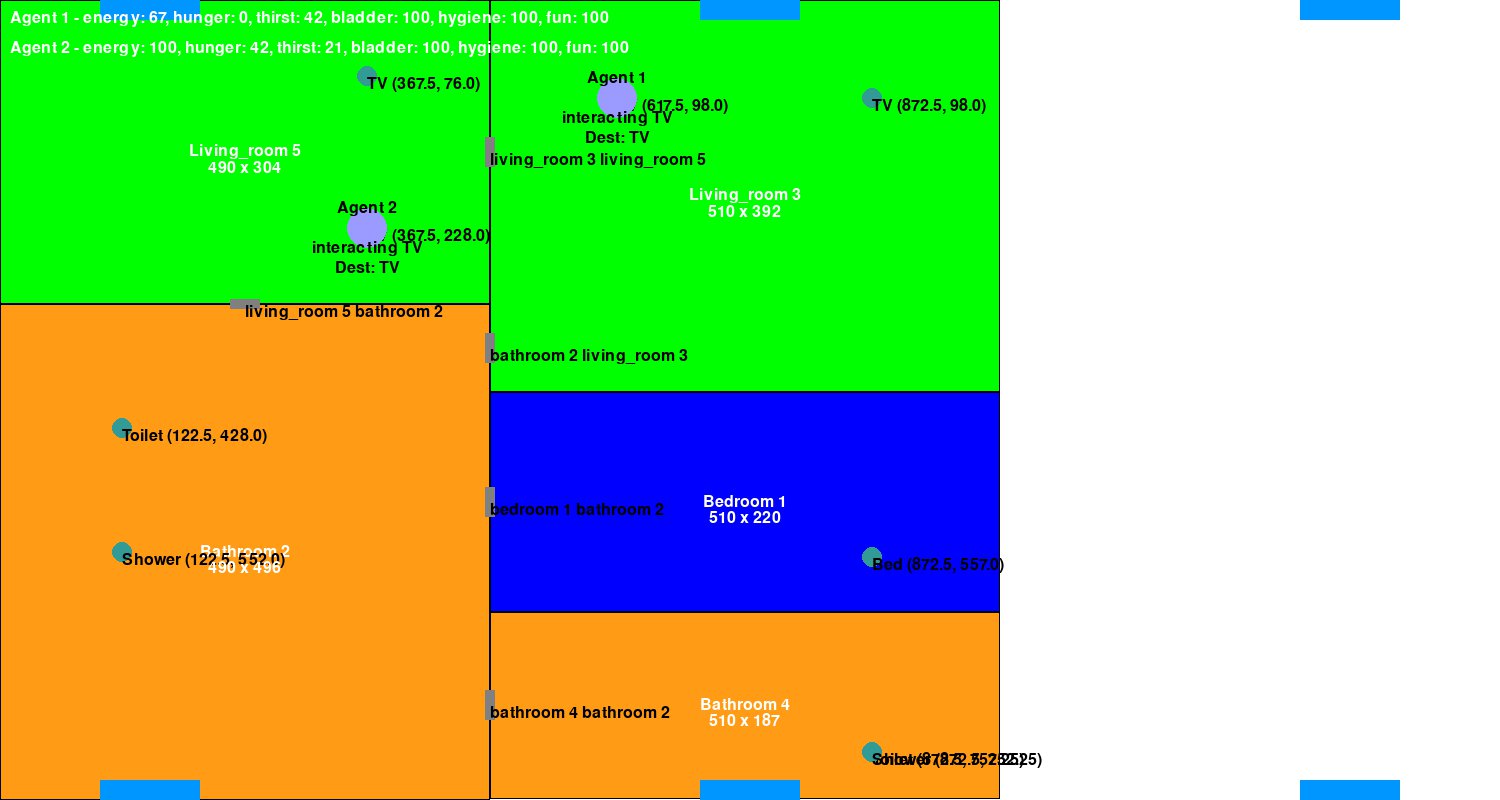 Agent 1 - energy: 67, hunger: 0, thirst: 42, bladder: 100, hygiene: 100, fun: 100
Agent 2 - energy: 100, hunger: 42, thirst: 21, bladder: 100, hygiene: 100, fun: 100
TV (367.5, 76.0)
Agent 1
(617.5, 98.0)
interacting TV
Dest: TV
TV (872.5, 98.0)
Living_room 5
490 x 304
living_room 3 living_room 5
Living_room 3
510 x 392
Agent 2
(367.5, 228.0)
interacting TV
Dest: TV
living_room 5 bathroom 2
bathroom 2 living_room 3
Toilet (122.5, 428.0)
Bedroom 1
510 x 220
bedroom 1 bathroom 2
Shower (122.5, 552.0)
Bathroom 2
490 x 496
Bed (872.5, 557.0)
Bathroom 4
510 x 187
bathroom 4 bathroom 2